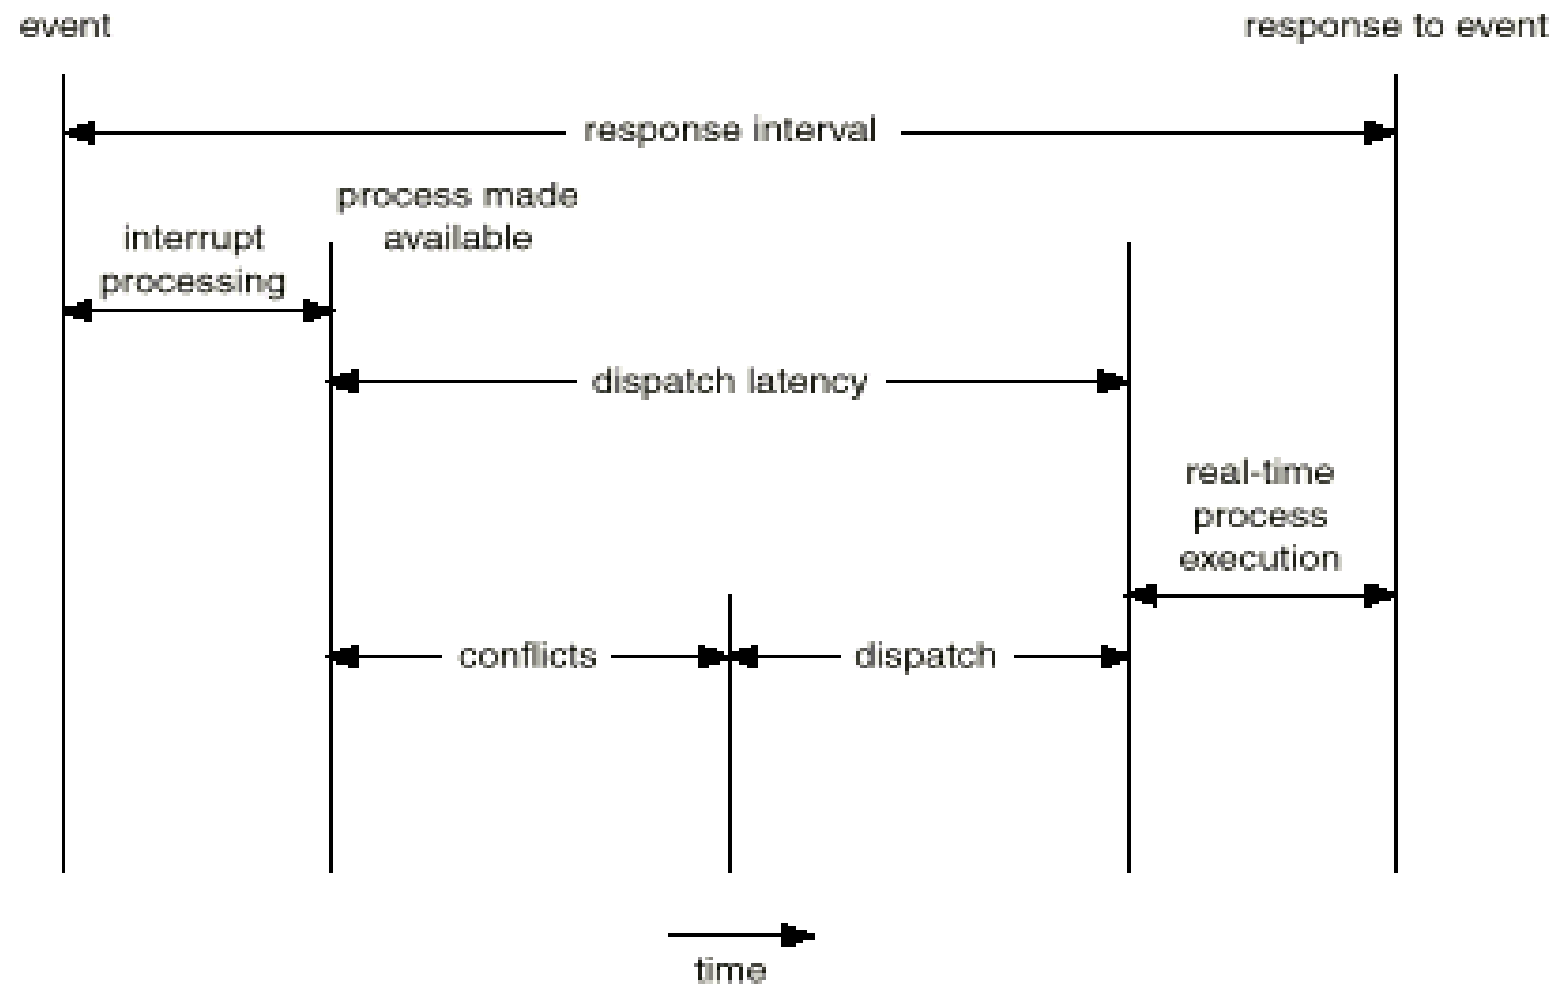 event
response to event
response interval
process made
available
interrupt
processing
dispatch latency
real-time
process
execution
conflicts
dispatch
time